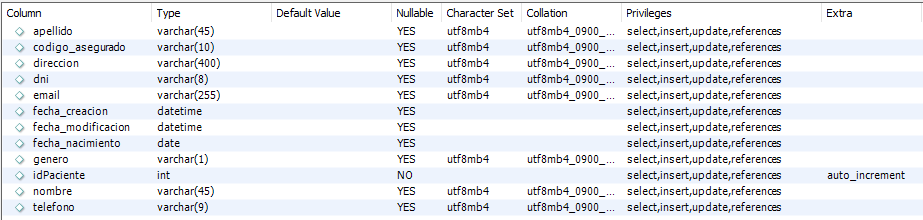 Column Type Default Value Nullable Character Set Collation Privileges Extra
apellido varchar(45) YES utf8mb4 utf8mb4_0900_... select,insert,update,references
codigo_asegurado varchar(10) YES utf8mb4 utf8mb4_0900_... select,insert,update,references
direccion varchar(400) YES utf8mb4 utf8mb4_0900_... select,insert,update,references
dni varchar(8) YES utf8mb4 utf8mb4_0900_... select,insert,update,references
email varchar(255) YES utf8mb4 utf8mb4_0900_... select,insert,update,references
fecha_creacion datetime YES select,insert,update,references
fecha_modificacion datetime YES select,insert,update,references
fecha_nacimiento date YES select,insert,update,references
genero varchar(1) YES utf8mb4 utf8mb4_0900_... select,insert,update,references
idPaciente int NO select,insert,update,references auto_increment
nombre varchar(45) YES utf8mb4 utf8mb4_0900_... select,insert,update,references
telefono varchar(9) YES utf8mb4 utf8mb4_0900_... select,insert,update,references